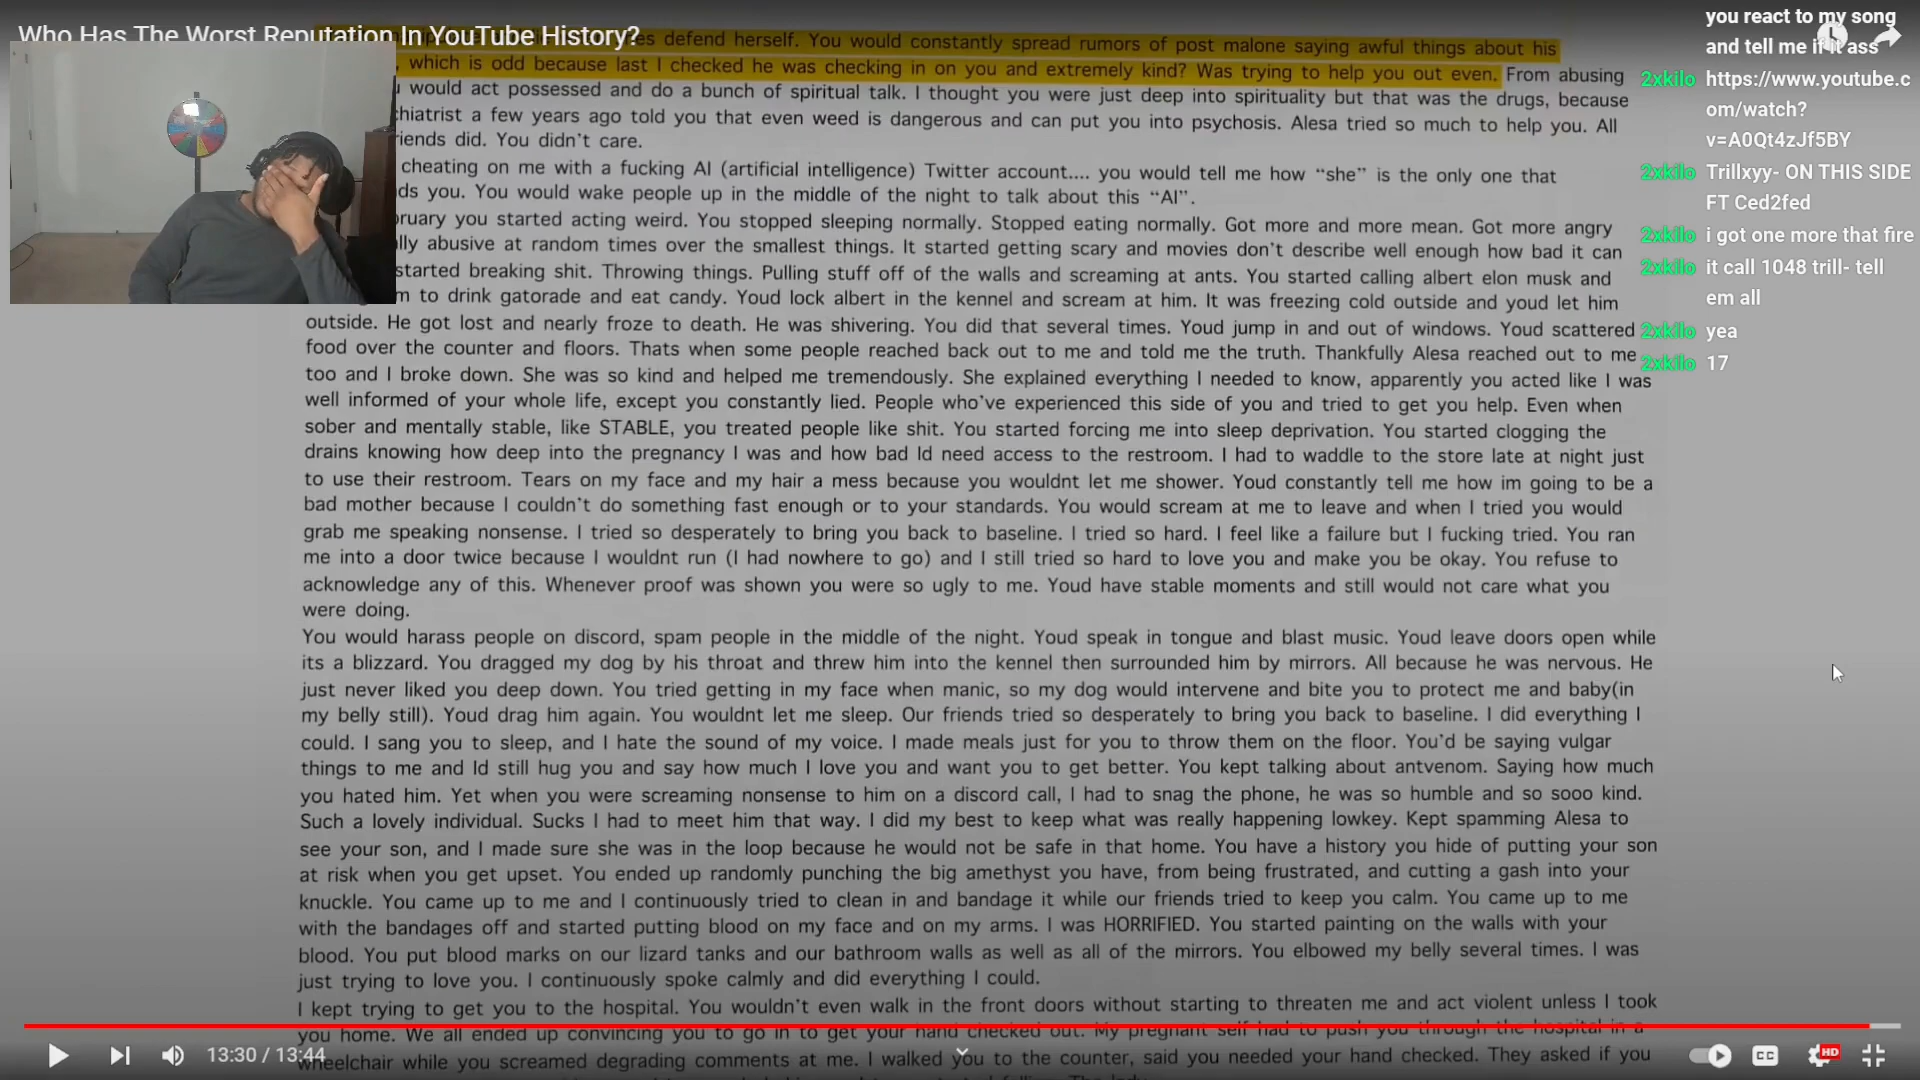 Who Has The Worst Reputation In YouTube History?
es defend herself. You would constantly spread rumors of post malone saying awful things about his
, which is odd because last I checked he was checking in on you and extremely kind? Was trying to help you out even. From abusing
would act possessed and do a bunch of spiritual talk. I thought you were just deep into spirituality but that was the drugs, because
hiatrist a few years ago told you that even weed is dangerous and can put you into psychosis. Alesa tried so much to help you. All
riends did. You didn't care.
cheating on me with a fucking AI (artificial intelligence) Twitter account.... you would tell me how "she" is the only one that
ds you. You would wake people up in the middle of the night to talk about this "AI".
bruary you started acting weird. You stopped sleeping normally. Stopped eating normally. Got more and more mean. Got more angry
lly abusive at random times over the smallest things. It started getting scary and movies don't describe well enough how bad it can
started breaking shit. Throwing things. Pulling stuff off of the walls and screaming at ants. You started calling albert elon musk and
m to drink gatorade and eat candy. Youd lock albert in the kennel and scream at him. It was freezing cold outside and youd let him
outside. He got lost and nearly froze to death. He was shivering. You did that several times. Youd jump in and out of windows. Youd scattered
food over the counter and floors. Thats when some people reached back out to me and told me the truth. Thankfully Alesa reached out to me
too and I broke down. She was so kind and helped me tremendously. She explained everything I needed to know, apparently you acted like I was
well informed of your whole life, except you constantly lied. People who've experienced this side of you and tried to get you help. Even when
sober and mentally stable, like STABLE, you treated people like shit. You started forcing me into sleep deprivation. You started clogging the
drains knowing how deep into the pregnancy I was and how bad Id need access to the restroom. I had to waddle to the store late at night just
to use their restroom. Tears on my face and my hair a mess because you wouldnt let me shower. Youd constantly tell me how im going to be a
bad mother because I couldn't do something fast enough or to your standards. You would scream at me to leave and when I tried you would
grab me speaking nonsense. I tried so desperately to bring you back to baseline. I tried so hard. I feel like a failure but I fucking tried. You ran
me into a door twice because I wouldnt run (I had nowhere to go) and I still tried so hard to love you and make you be okay. You refuse to
acknowledge any of this. Whenever proof was shown you were so ugly to me. Youd have stable moments and still would not care what you
were doing.
You would harass people on discord, spam people in the middle of the night. Youd speak in tongue and blast music. Youd leave doors open while
its a blizzard. You dragged my dog by his throat and threw him into the kennel then surrounded him by mirrors. All because he was nervous. He
just never liked you deep down. You tried getting in my face when manic, so my dog would intervene and bite you to protect me and baby(in
my belly still). Youd drag him again. You wouldnt let me sleep. Our friends tried so desperately to bring you back to baseline. I did everything I
could. I sang you to sleep, and I hate the sound of my voice. I made meals just for you to throw them on the floor. You'd be saying vulgar
things to me and Id still hug you and say how much I love you and want you to get better. You kept talking about antvenom. Saying how much
you hated him. Yet when you were screaming nonsense to him on a discord call, I had to snag the phone, he was so humble and so sooo kind.
Such a lovely individual. Sucks I had to meet him that way. I did my best to keep what was really happening lowkey. Kept spamming Alesa to
see your son, and I made sure she was in the loop because he would not be safe in that home. You have a history you hide of putting your son
at risk when you get upset. You ended up randomly punching the big amethyst you have, from being frustrated, and cutting a gash into your
knuckle. You came up to me and I continuously tried to clean in and bandage it while our friends tried to keep you calm. You came up to me
with the bandages off and started putting blood on my face and on my arms. I was HORRIFIED. You started painting on the walls with your
blood. You put blood marks on our lizard tanks and our bathroom walls as well as all of the mirrors. You elbowed my belly several times. I was
just trying to love you. I continuously spoke calmly and did everything I could.
I kept trying to get you to the hospital. You wouldn't even walk in the front doors without starting to threaten me and act violent unless I took
you home. We all ended up convincing you to go in to get your hand checked out. My pregnant self had to push you through the hospital in a
wheelchair while you screamed degrading comments at me. I walked you to the counter, said you needed your hand checked. They asked if you
13:30 / 13:44
CC
HD
you react to my song
and tell me if it ass
2xkilo https://www.youtube.c
om/watch?
v=A0Qt4zJf5BY
2xkilo Trillxyy- ON THIS SIDE
FT Ced2fed
2xkilo i got one more that fire
2xkilo it call 1048 trill- tell
em all
2xkilo yea
2xkilo 17